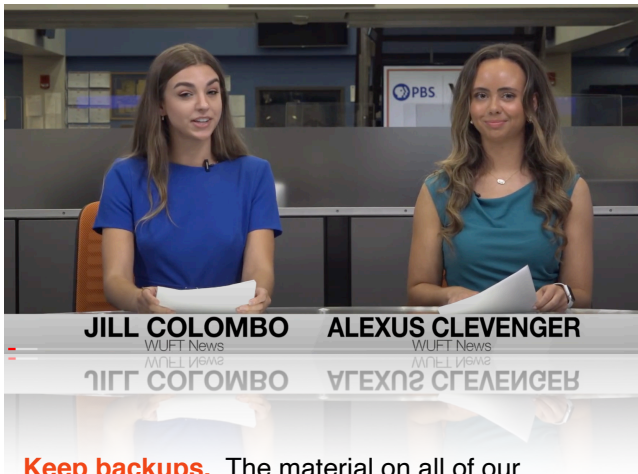 PBS
JILL COLOMBO ALEXUS CLEVENGER
WUFT News WUFT News
Keep backups. The material on all of our